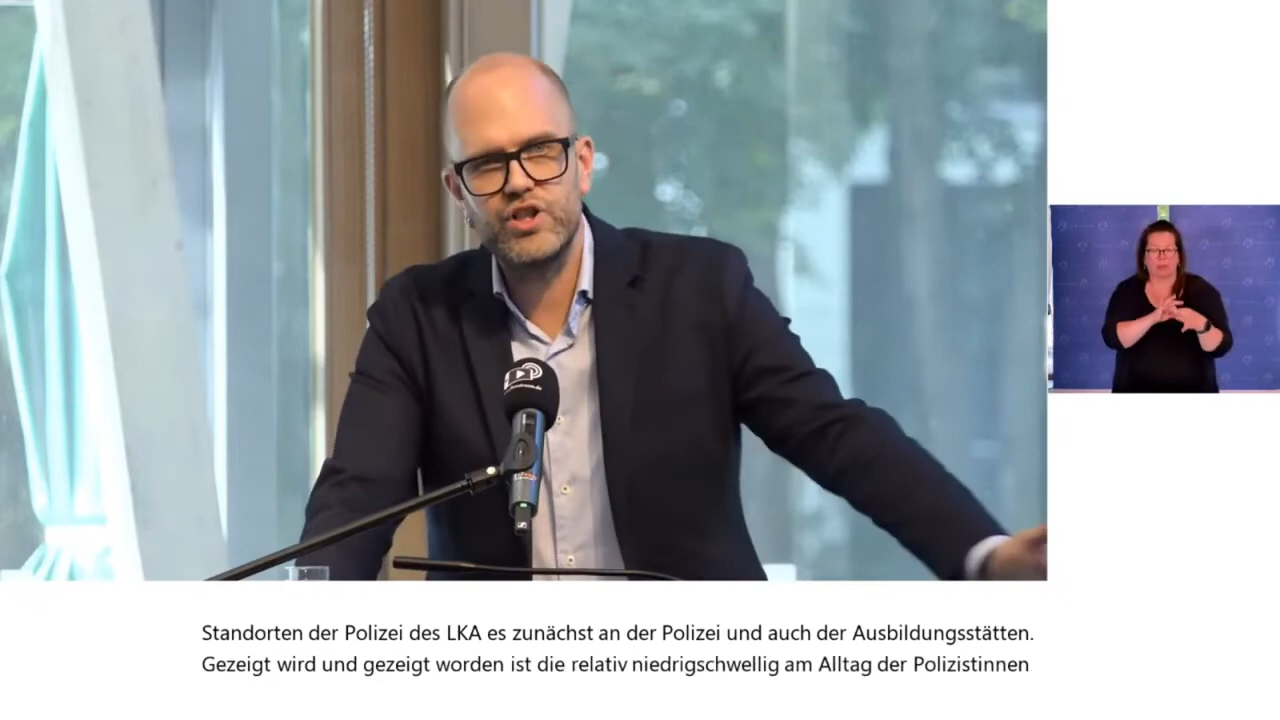 Standorten der Polizei des LKA es zunächst an der Polizei und auch der Ausbildungsstätten.
Gezeigt wird und gezeigt worden ist die relativ niedrigschwellig am Alltag der Polizistinnen